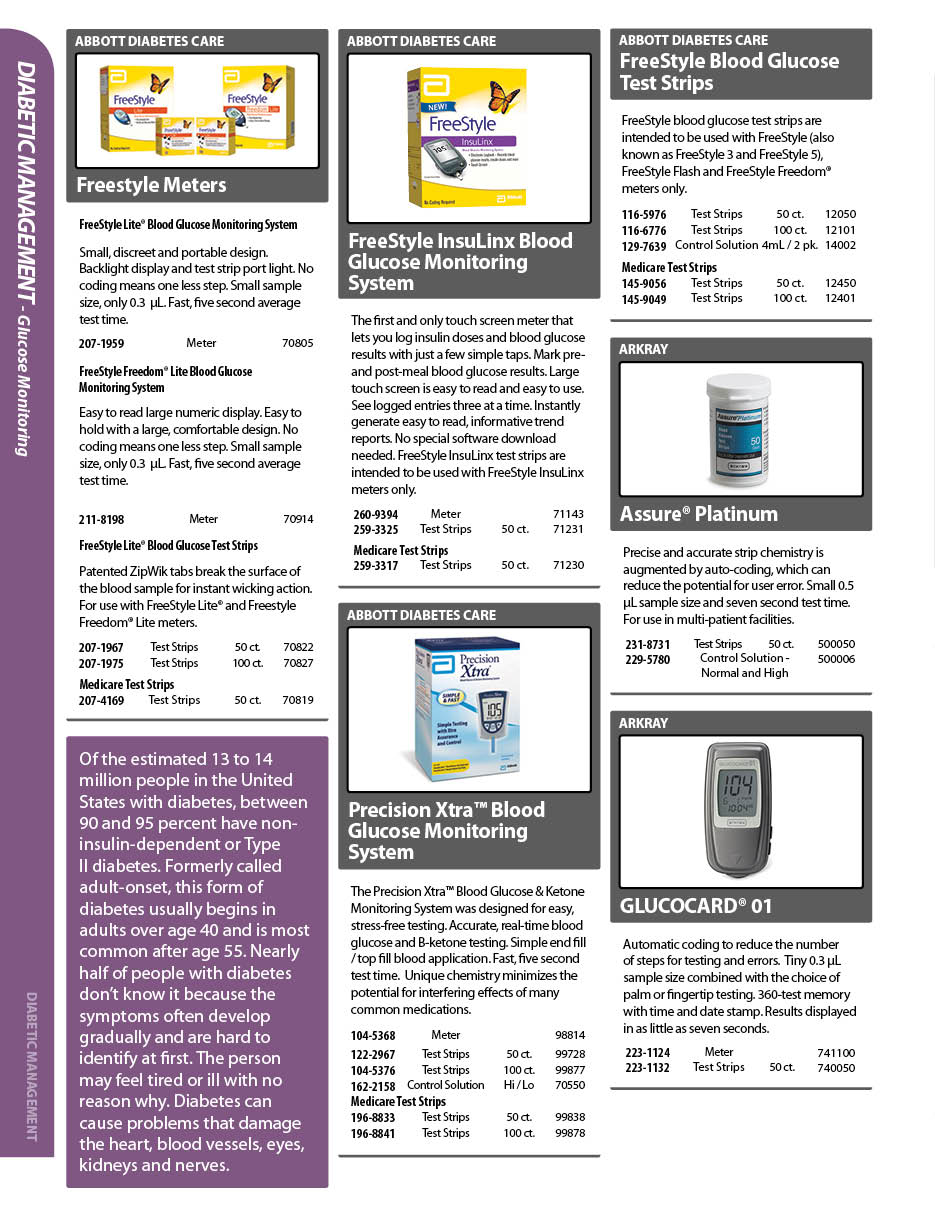 DIABETIC MANAGEMENT - Glucose Monitoring
ABBOTT DIABETES CARE
FreeStyle
Lite
FreeStyle
Freedom Lite
FreeStyle
FreeStyle
Freestyle Meters
FreeStyle Lite® Blood Glucose Monitoring System
Small, discreet and portable design.
Backlight display and test strip port light. No
coding means one less step. Small sample
size, only 0.3 µL. Fast, five second average
test time.
207-1959 Meter 70805
FreeStyle Freedom® Lite Blood Glucose
Monitoring System
Easy to read large numeric display. Easy to
hold with a large, comfortable design. No
coding means one less step. Small sample
size, only 0.3 µL. Fast, five second average
test time.
211-8198 Meter 70914
FreeStyle Lite® Blood Glucose Test Strips
Patented ZipWik tabs break the surface of
the blood sample for instant wicking action.
For use with FreeStyle Lite® and Freestyle
Freedom® Lite meters.
207-1967 Test Strips 50 ct. 70822
207-1975 Test Strips 100 ct. 70827
Medicare Test Strips
207-4169 Test Strips 50 ct. 70819
Of the estimated 13 to 14
million people in the United
States with diabetes, between
90 and 95 percent have non-
insulin-dependent or Type
II diabetes. Formerly called
adult-onset, this form of
diabetes usually begins in
adults over age 40 and is most
common after age 55. Nearly
half of people with diabetes
don't know it because the
symptoms often develop
gradually and are hard to
identify at first. The person
may feel tired or ill with no
reason why. Diabetes can
cause problems that damage
the heart, blood vessels, eyes,
kidneys and nerves.
ABBOTT DIABETES CARE
NEW!
FreeStyle
InsuLinx
Blood Glucose Monitoring System
No Coding Required
Abbott
FreeStyle InsuLinx Blood
Glucose Monitoring
System
The first and only touch screen meter that
lets you log insulin doses and blood glucose
results with just a few simple taps. Mark pre-
and post-meal blood glucose results. Large
touch screen is easy to read and easy to use.
See logged entries three at a time. Instantly
generate easy to read, informative trend
reports. No special software download
needed. FreeStyle InsuLinx test strips are
intended to be used with FreeStyle InsuLinx
meters only.
260-9394 Meter 71143
259-3325 Test Strips 50 ct. 71231
Medicare Test Strips
259-3317 Test Strips 50 ct. 71230
ABBOTT DIABETES CARE
Precision
Xtra
SIMPLE
& FAST
105
Simple Testing
with Xtra
Assurance
and Control
Precision Xtra™ Blood
Glucose Monitoring
System
The Precision Xtra™ Blood Glucose & Ketone
Monitoring System was designed for easy,
stress-free testing. Accurate, real-time blood
glucose and B-ketone testing. Simple end fill
/ top fill blood application. Fast, five second
test time. Unique chemistry minimizes the
potential for interfering effects of many
common medications.
104-5368 Meter 98814
122-2967 Test Strips 50 ct. 99728
104-5376 Test Strips 100 ct. 99877
162-2158 Control Solution Hi / Lo 70550
Medicare Test Strips
196-8833 Test Strips 50 ct. 99838
196-8841 Test Strips 100 ct. 99878
ABBOTT DIABETES CARE
FreeStyle Blood Glucose
Test Strips
FreeStyle blood glucose test strips are
intended to be used with FreeStyle (also
known as FreeStyle 3 and FreeStyle 5),
FreeStyle Flash and FreeStyle Freedom®
meters only.
116-5976 Test Strips 50 ct. 12050
116-6776 Test Strips 100 ct. 12101
129-7639 Control Solution 4mL / 2 pk. 14002
Medicare Test Strips
145-9056 Test Strips 50 ct. 12450
145-9049 Test Strips 100 ct. 12401
ARKRAY
Assure Platinum
Blood
Glucose
Test
Strips
50
ARKRAY
Assure® Platinum
Precise and accurate strip chemistry is
augmented by auto-coding, which can
reduce the potential for user error. Small 0.5
µL sample size and seven second test time.
For use in multi-patient facilities.
231-8731 Test Strips 50 ct. 500050
229-5780 Control Solution - 500006
Normal and High
ARKRAY
GLUCOCARD 01
104
10:04
ARKRAY
GLUCOCARD® 01
Automatic coding to reduce the number
of steps for testing and errors. Tiny 0.3 µL
sample size combined with the choice of
palm or fingertip testing. 360-test memory
with time and date stamp. Results displayed
in as little as seven seconds.
223-1124 Meter 741100
223-1132 Test Strips 50 ct. 740050
DIABETIC MANAGEMENT